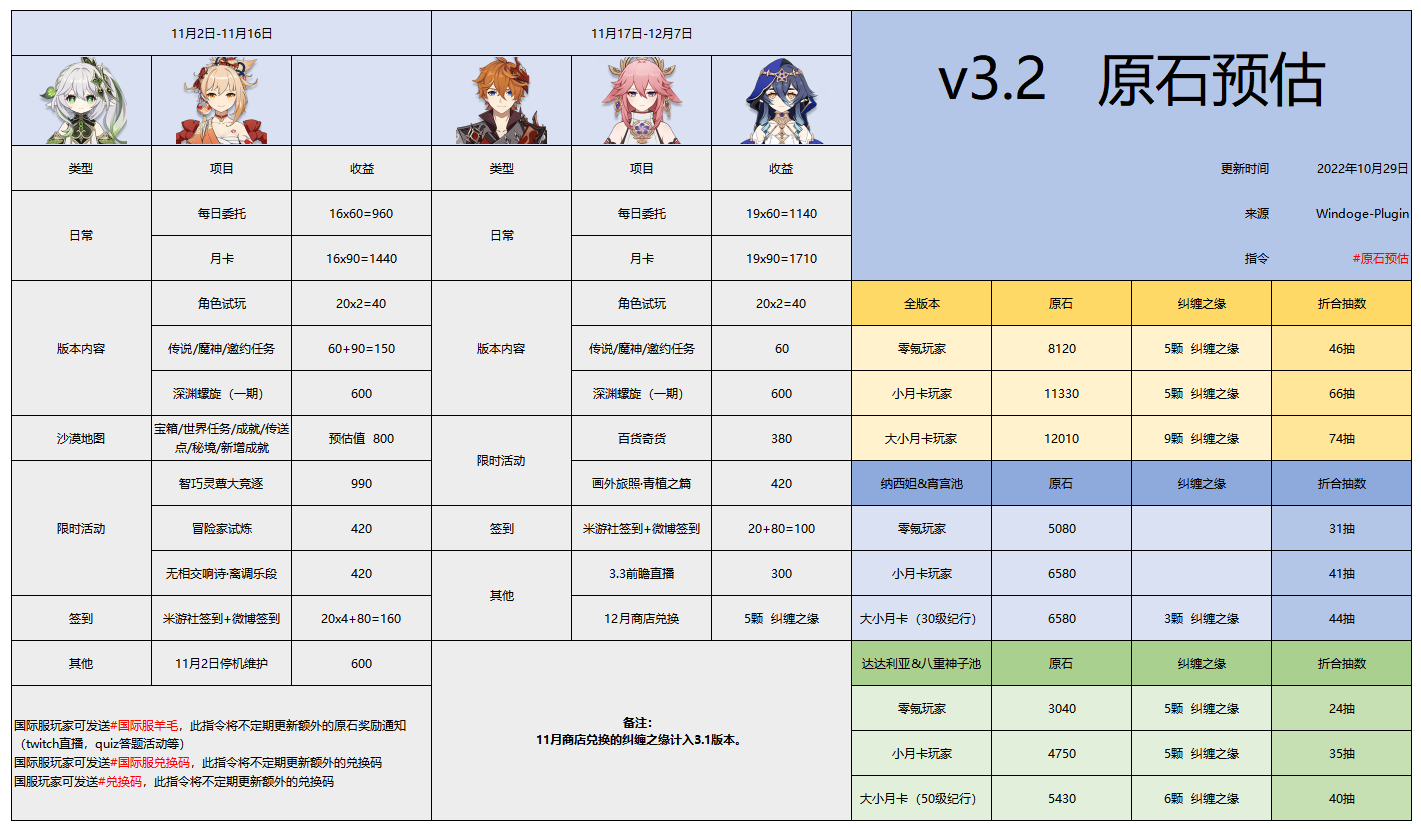 11月2日-11月16日
11月17日-12月7日
v3.2 原石预估
类型 项目 收益
类型 项目 收益
更新时间 2022年10月29日
日常
每日委托 16x60=960
月卡 16x90=1440
日常
每日委托 19x60=1140
月卡 19x90=1710
来源 Windoge-Plugin
指令 #原石预估
版本内容
角色试玩 20x2=40
传说/魔神/邀约任务 60+90=150
深渊螺旋（一期） 600
版本内容
角色试玩 20x2=40
传说/魔神/邀约任务 60
深渊螺旋（一期） 600
全版本 原石 纠缠之缘 折合抽数
零氪玩家 8120 5颗 纠缠之缘 46抽
小月卡玩家 11330 5颗 纠缠之缘 66抽
大小月卡玩家 12010 9颗 纠缠之缘 74抽
沙漠地图
宝箱/世界任务/成就/传送
点/秘境/新增成就
预估值 800
限时活动
百货奇货 380
画外旅照·青植之篇 420
限时活动
智巧灵蕈大竞逐 990
冒险家试炼 420
无相交响诗·离调乐段 420
签到 米游社签到+微博签到 20+80=100
其他
3.3前瞻直播 300
12月商店兑换 5颗 纠缠之缘
纳西妲&宵宫池 原石 纠缠之缘 折合抽数
零氪玩家 5080 31抽
小月卡玩家 6580 41抽
大小月卡（30级纪行） 6580 3颗 纠缠之缘 44抽
签到 米游社签到+微博签到 20x4+80=160
其他 11月2日停机维护 600
达达利亚&八重神子池 原石 纠缠之缘 折合抽数
零氪玩家 3040 5颗 纠缠之缘 24抽
小月卡玩家 4750 5颗 纠缠之缘 35抽
大小月卡（50级纪行） 5430 6颗 纠缠之缘 40抽
国际服玩家可发送#国际服羊毛，此指令将不定期更新额外的原石奖励通知
（twitch直播，quiz答题活动等）
国际服玩家可发送#国际服兑换码，此指令将不定期更新额外的兑换码
国服玩家可发送#兑换码，此指令将不定期更新额外的兑换码
备注：
11月商店兑换的纠缠之缘计入3.1版本。